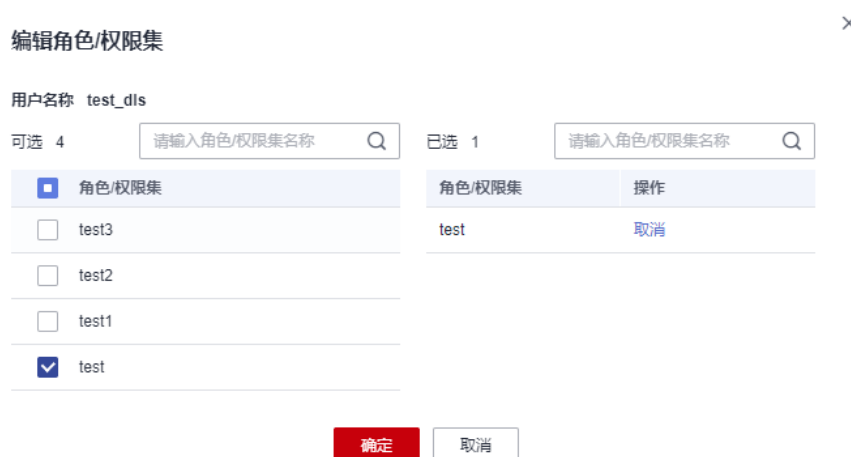 编辑角色/权限集
用户名称 test_dls
可选 4 请输入角色/权限集名称 已选 1 请输入角色/权限集名称
角色/权限集 角色/权限集 操作
test3 test 取消
test2
test1
test
确定 取消